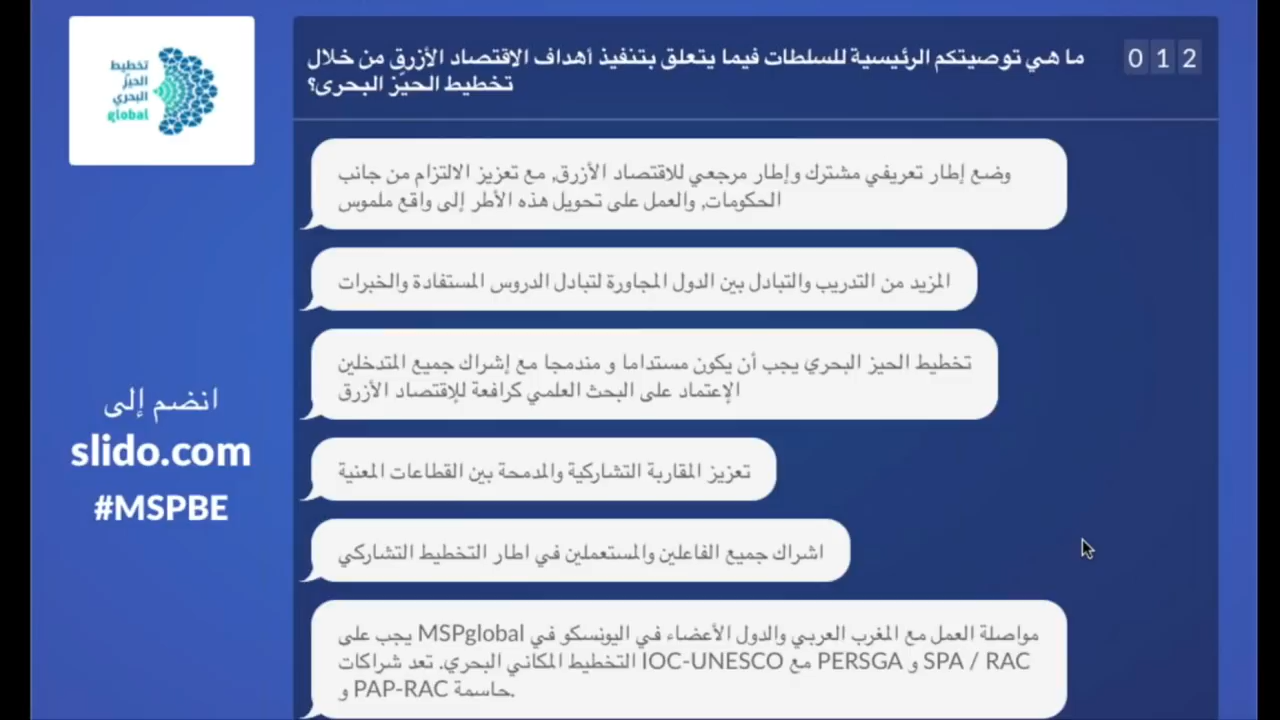 تخطيط
الحيز
البحري
global
ما هي توصيتكم الرئيسية للسلطات فيما يتعلق بتنفيذ أهداف الاقتصاد الأزرق من خلال
تخطيط الحيّز البحرى؟
0 1 2
وضع إطار تعريفي مشترك وإطار مرجعي للاقتصاد الأزرق, مع تعزيز الالتزام من جانب
الحكومات, والعمل على تحويل هذه الأطر إلى واقع ملموس
المزيد من التدريب والتبادل بين الدول المجاورة لتبادل الدروس المستفادة والخبرات
تخطيط الحيز البحري يجب أن يكون مستداما و مندمجا مع إشراك جميع المتدخلين
الإعتماد على البحث العلمي كرافعة للإقتصاد الأزرق
تعزيز المقاربة التشاركية والمدمحة بين القطاعات المعنية
اشراك جميع الفاعلين والمستعملين في اطار التخطيط التشاركي
مواصلة العمل مع المغرب العربي والدول الأعضاء في اليونسكو في MSPglobal يجب على
SPA / RAC و PERSGA مع IOC-UNESCO التخطيط المكاني البحري. تعد شراكات
حاسمة. PAP-RAC و
انضم إلى
slido.com
#MSPBE